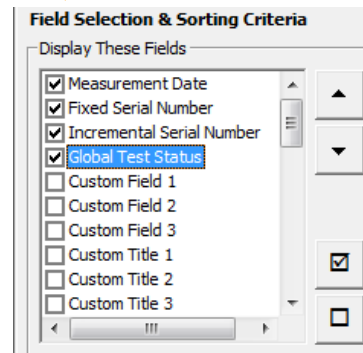 Field Selection & Sorting Criteria
Display These Fields
Measurement Date
Fixed Serial Number
Incremental Serial Number
Global Test Status
Custom Field 1
Custom Field 2
Custom Field 3
Custom Title 1
Custom Title 2
Custom Title 3